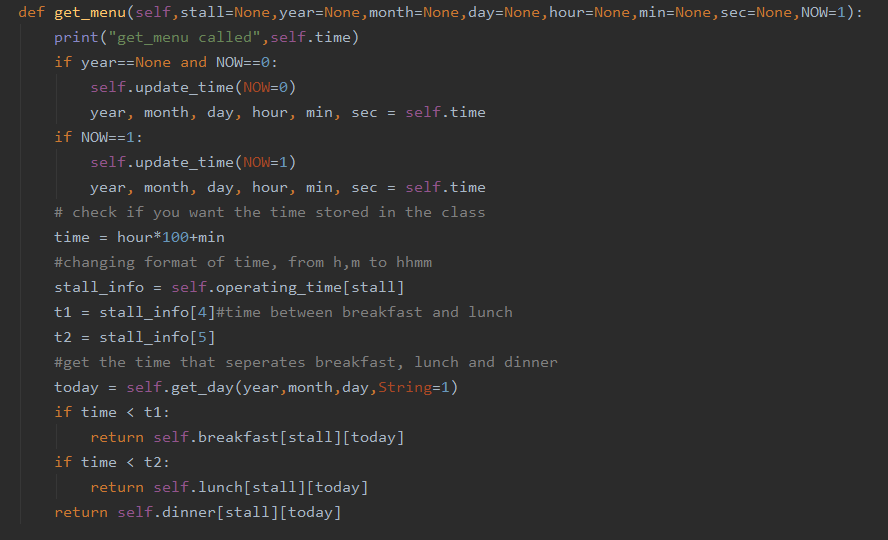 def get_menu(self,stall=None,year=None,month=None,day=None,hour=None,min=None,sec=None,NOW=1):
    print("get_menu called",self.time)
    if year==None and NOW==0:
        self.update_time(NOW=0)
        year, month, day, hour, min, sec = self.time
    if NOW==1:
        self.update_time(NOW=1)
        year, month, day, hour, min, sec = self.time
    # check if you want the time stored in the class
    time = hour*100+min
    #changing format of time, from h,m to hhmm
    stall_info = self.operating_time[stall]
    t1 = stall_info[4]#time between breakfast and lunch
    t2 = stall_info[5]
    #get the time that seperates breakfast, lunch and dinner
    today = self.get_day(year,month,day,String=1)
    if time < t1:
        return self.breakfast[stall][today]
    if time < t2:
        return self.lunch[stall][today]
    return self.dinner[stall][today]